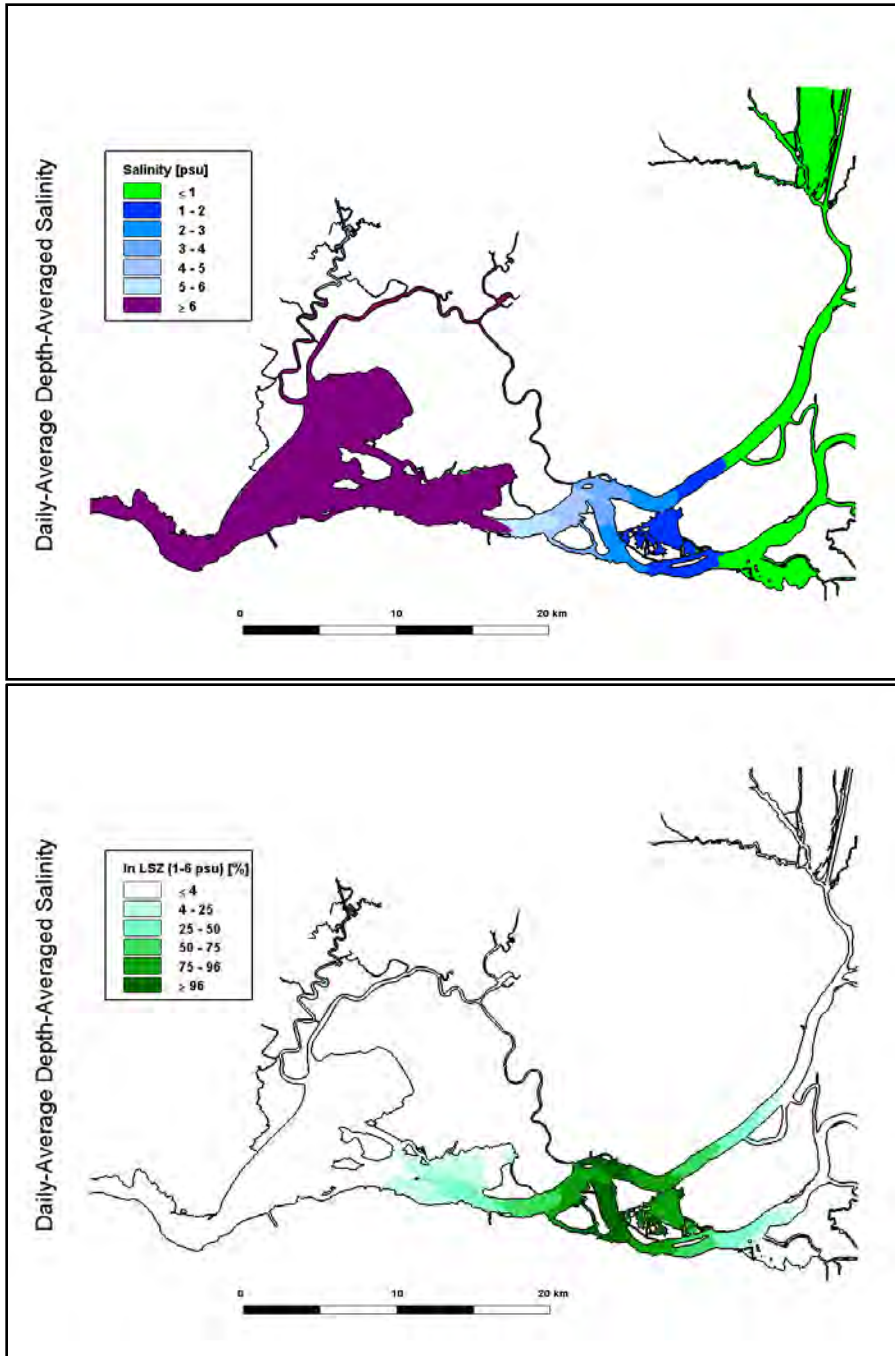 Daily-Average Depth-Averaged Salinity
Salinity [psu]
≤ 1
1 - 2
2 - 3
3 - 4
4 - 5
5 - 6
≥ 6
0 10 20 km
Daily-Average Depth-Averaged Salinity
In LSZ (1-6 psu) [%]
≤ 4
4 - 25
25 - 50
50 - 75
75 - 96
≥ 96
0 10 20 km